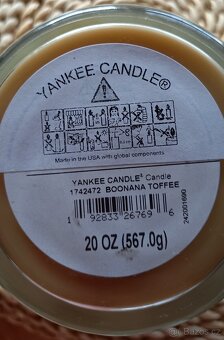 YANKEE CANDLE®
Made in the USA with global components.
YANKEE CANDLE® Candle
1742472 BOONANA TOFFEE
1 92833 26769 6
20 OZ (567.0g)